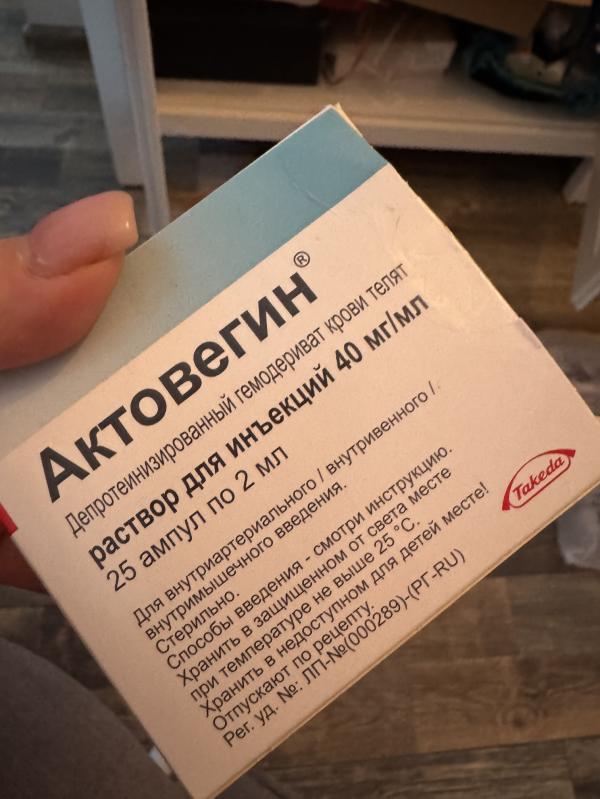 Актовегин®
Депротеинизированный гемодериват крови телят
раствор для инъекций 40 мг/мл
25 ампул по 2 мл
Для внутриартериального / внутривенного /
внутримышечного введения.
Стерильно.
Способы введения - смотри инструкцию.
Хранить в защищенном от света месте
при температуре не выше 25 °C.
Хранить в недоступном для детей месте!
Отпускают по рецепту.
Рег. уд. №: ЛП-№(000289)-(РГ-RU)
Takeda